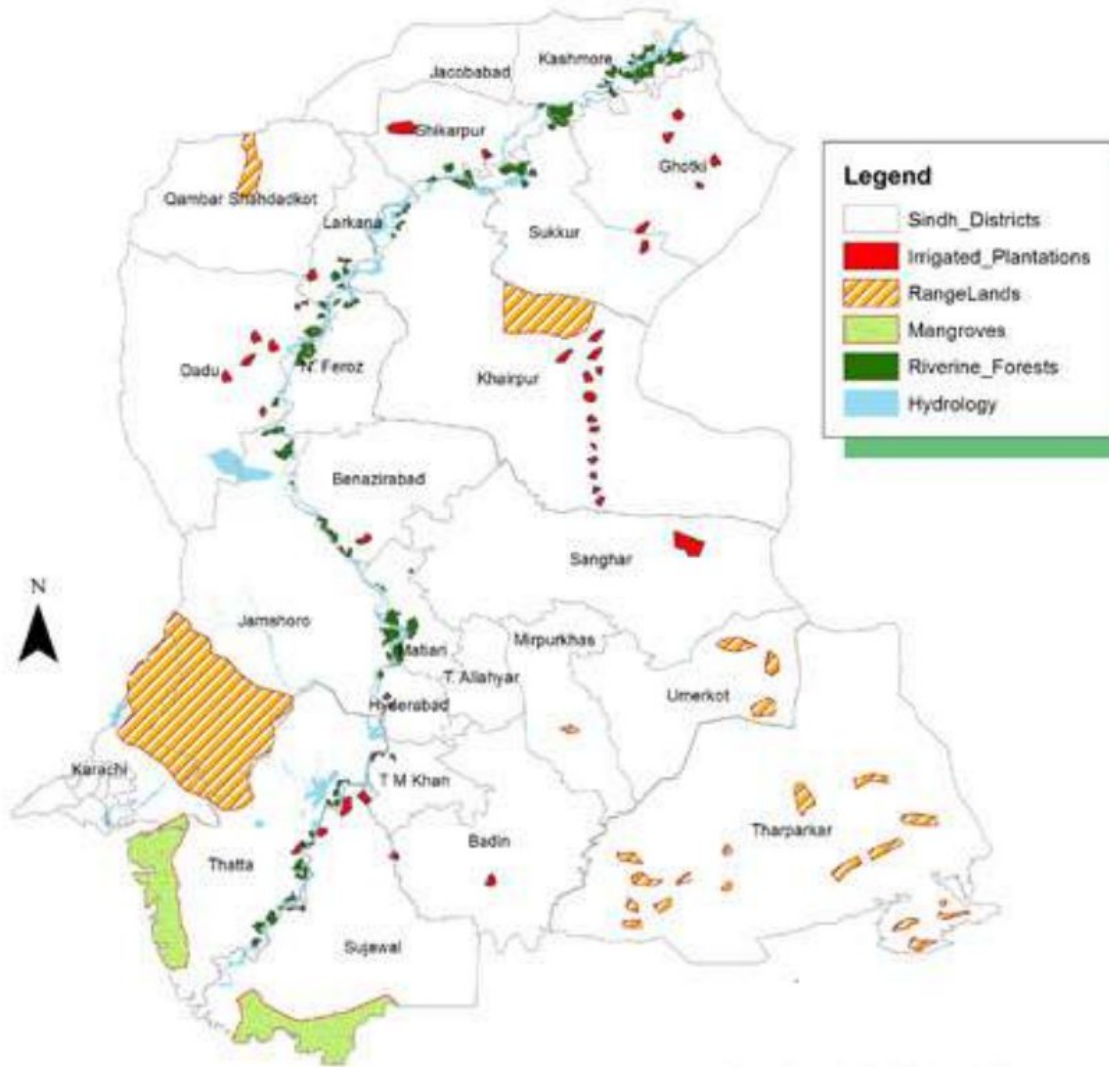 Kashmore
Jacobabad
Shikarpur
Ghotki
Qambar Shahdadkot
Larkana
Sukkur
Dadu
N. Feroz
Khairpur
Benazirabad
Sanghar
N
Jamshoro
Matiari
Mirpurkhas
T. Allahyar
Umerkot
Hyderabad
Karachi
T M Khan
Thatta
Badin
Tharparkar
Sujawal
Legend
Sindh_Districts
Irrigated_Plantations
RangeLands
Mangroves
Riverine_Forests
Hydrology